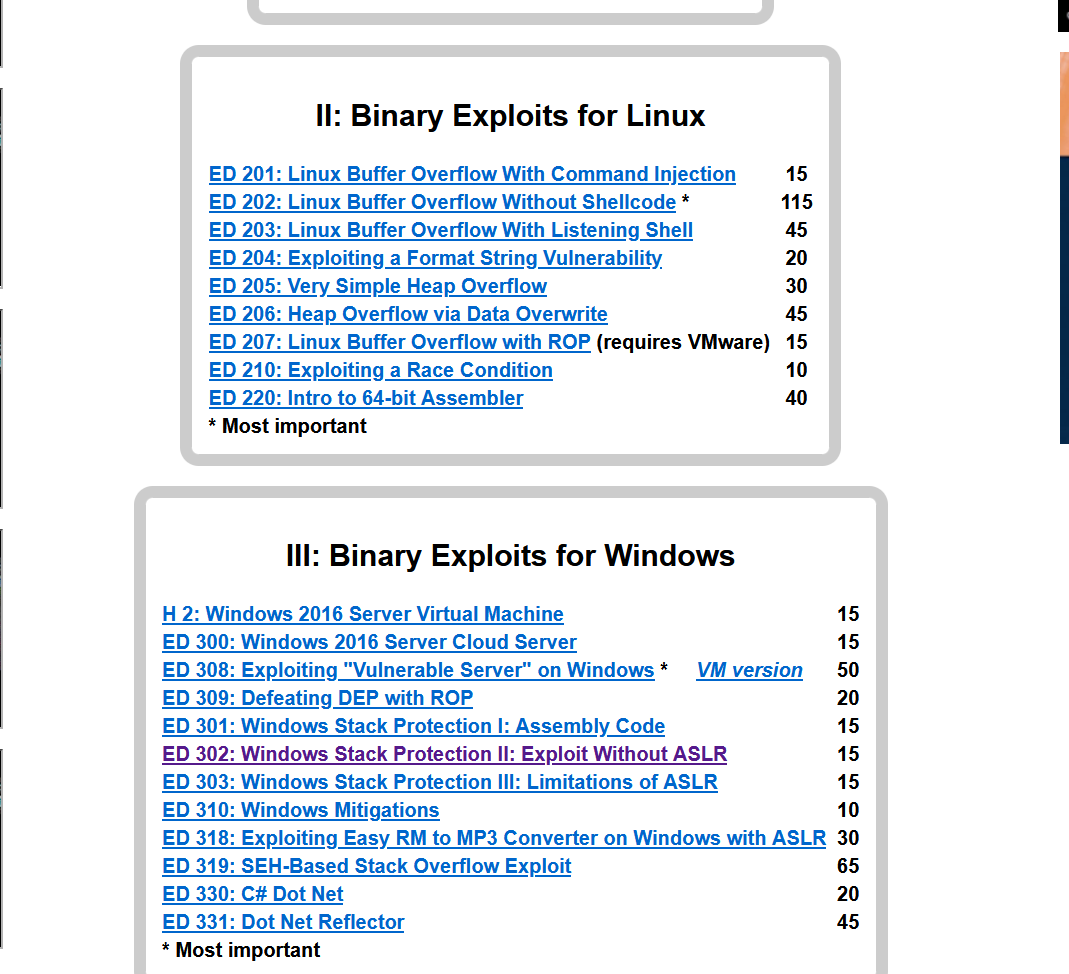 II: Binary Exploits for Linux
ED 201: Linux Buffer Overflow With Command Injection 15
ED 202: Linux Buffer Overflow Without Shellcode * 115
ED 203: Linux Buffer Overflow With Listening Shell 45
ED 204: Exploiting a Format String Vulnerability 20
ED 205: Very Simple Heap Overflow 30
ED 206: Heap Overflow via Data Overwrite 45
ED 207: Linux Buffer Overflow with ROP (requires VMware) 15
ED 210: Exploiting a Race Condition 10
ED 220: Intro to 64-bit Assembler 40
* Most important
III: Binary Exploits for Windows
H 2: Windows 2016 Server Virtual Machine 15
ED 300: Windows 2016 Server Cloud Server 15
ED 308: Exploiting "Vulnerable Server" on Windows * VM version 50
ED 309: Defeating DEP with ROP 20
ED 301: Windows Stack Protection I: Assembly Code 15
ED 302: Windows Stack Protection II: Exploit Without ASLR 15
ED 303: Windows Stack Protection III: Limitations of ASLR 15
ED 310: Windows Mitigations 10
ED 318: Exploiting Easy RM to MP3 Converter on Windows with ASLR 30
ED 319: SEH-Based Stack Overflow Exploit 65
ED 330: C# Dot Net 20
ED 331: Dot Net Reflector 45
* Most important